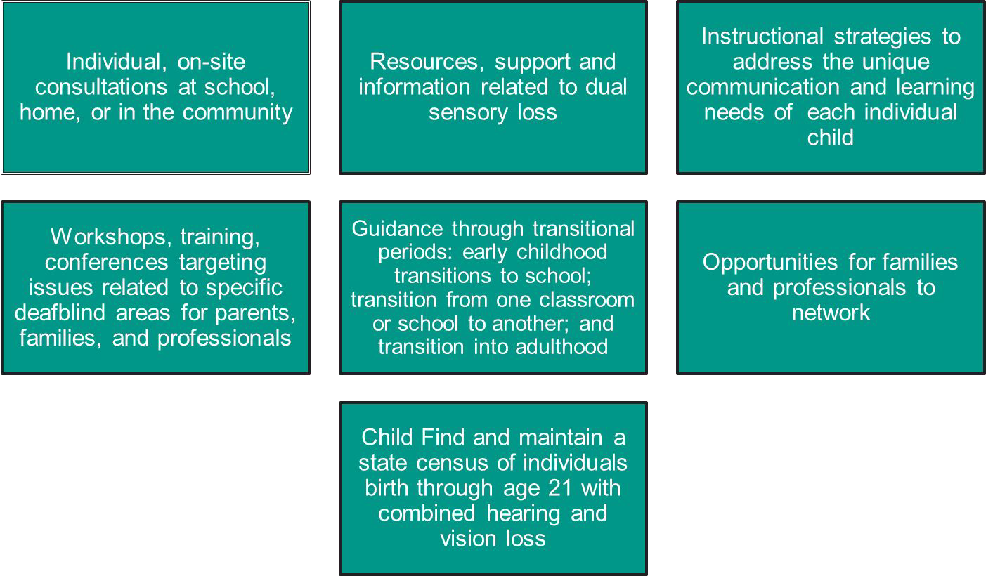 Individual, on-site
consultations at school,
home, or in the community
Resources, support and
information related to dual
sensory loss
Instructional strategies to
address the unique
communication and learning
needs of each individual
child
Workshops, training,
conferences targeting
issues related to specific
deafblind areas for parents,
families, and professionals
Guidance through transitional
periods: early childhood
transitions to school;
transition from one classroom
or school to another; and
transition into adulthood
Opportunities for families
and professionals to
network
Child Find and maintain a
state census of individuals
birth through age 21 with
combined hearing and
vision loss